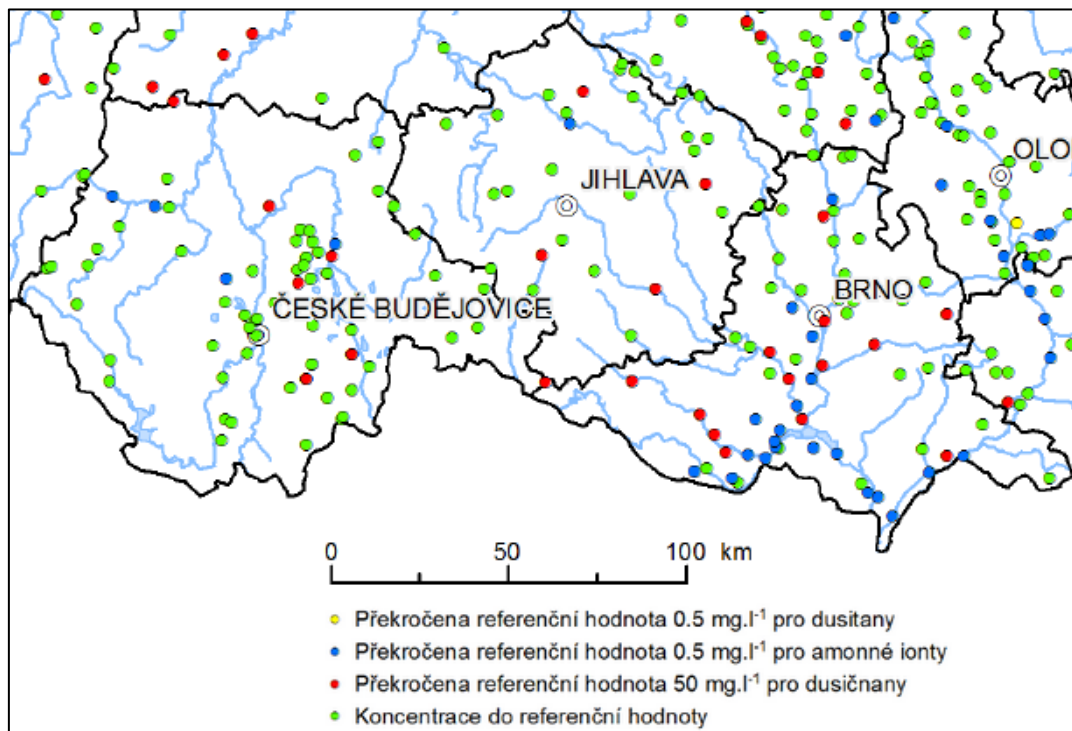 OLO
JIHLAVA
BRNO
ČESKÉ BUDĚJOVICE
0 50 100 km
Překročena referenční hodnota 0.5 mg.l⁻¹ pro dusitany
Překročena referenční hodnota 0.5 mg.l⁻¹ pro amonné ionty
Překročena referenční hodnota 50 mg.l⁻¹ pro dusičnany
Koncentrace do referenční hodnoty